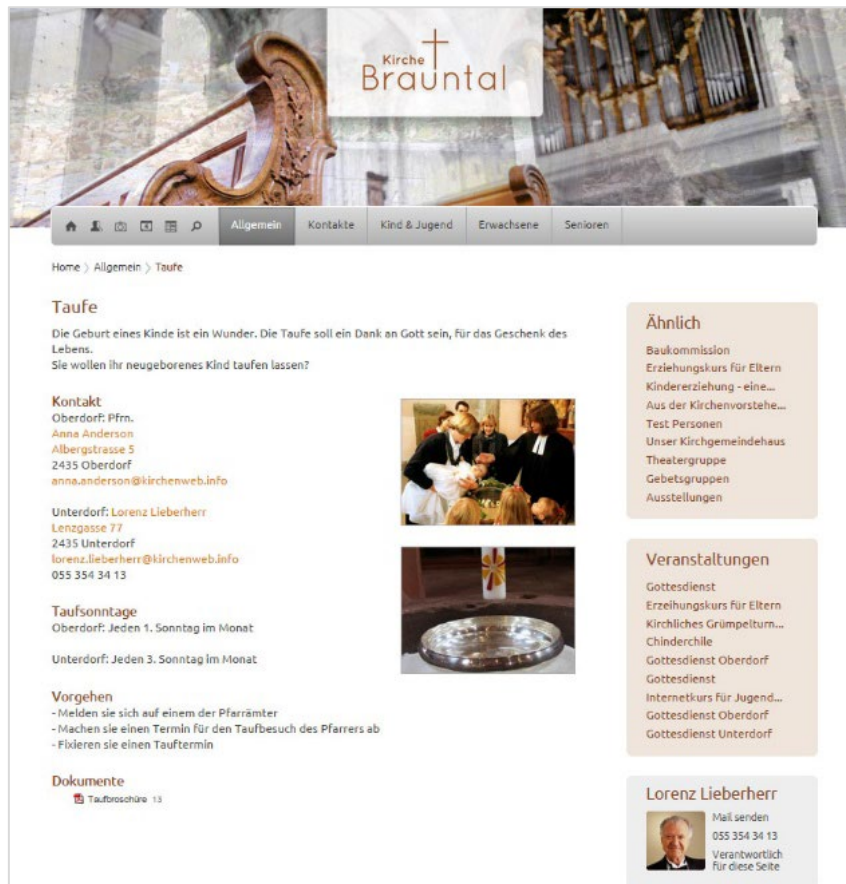 Kirche
Brauntal
Allgemein
Kontakte
Kind & Jugend
Erwachsene
Senioren
Home > Allgemein > Taufe
Taufe
Die Geburt eines Kinde ist ein Wunder. Die Taufe soll ein Dank an Gott sein, für das Geschenk des
Lebens.
Sie wollen ihr neugeborenes Kind taufen lassen?
Kontakt
Oberdorf: Pfrn.
Anna Anderson
Albergstrasse 5
2435 Oberdorf
anna.anderson@kirchenweb.info
Unterdorf: Lorenz Lieberherr
Lenzgasse 77
2435 Unterdorf
lorenz.lieberherr@kirchenweb.info
055 354 34 13
Taufsonntage
Oberdorf: Jeden 1. Sonntag im Monat
Unterdorf: Jeden 3. Sonntag im Monat
Vorgehen
- Melden sie sich auf einem der Pfarrämter
- Machen sie einen Termin für den Taufbesuch des Pfarrers ab
- Fixieren sie einen Tauftermin
Dokumente
Taufbroschüre 13
Ähnlich
Baukommission
Erziehungskurs für Eltern
Kindererziehung - eine...
Aus der Kirchenvorstehe...
Test Personen
Unser Kirchgemeindehaus
Theatergruppe
Gebetsgruppen
Ausstellungen
Veranstaltungen
Gottesdienst
Erzeihungskurs für Eltern
Kirchliches Grümpelturn...
Chinderchile
Gottesdienst Oberdorf
Gottesdienst
Internetkurs für Jugend...
Gottesdienst Oberdorf
Gottesdienst Unterdorf
Lorenz Lieberherr
Mail senden
055 354 34 13
Verantwortlich
für diese Seite